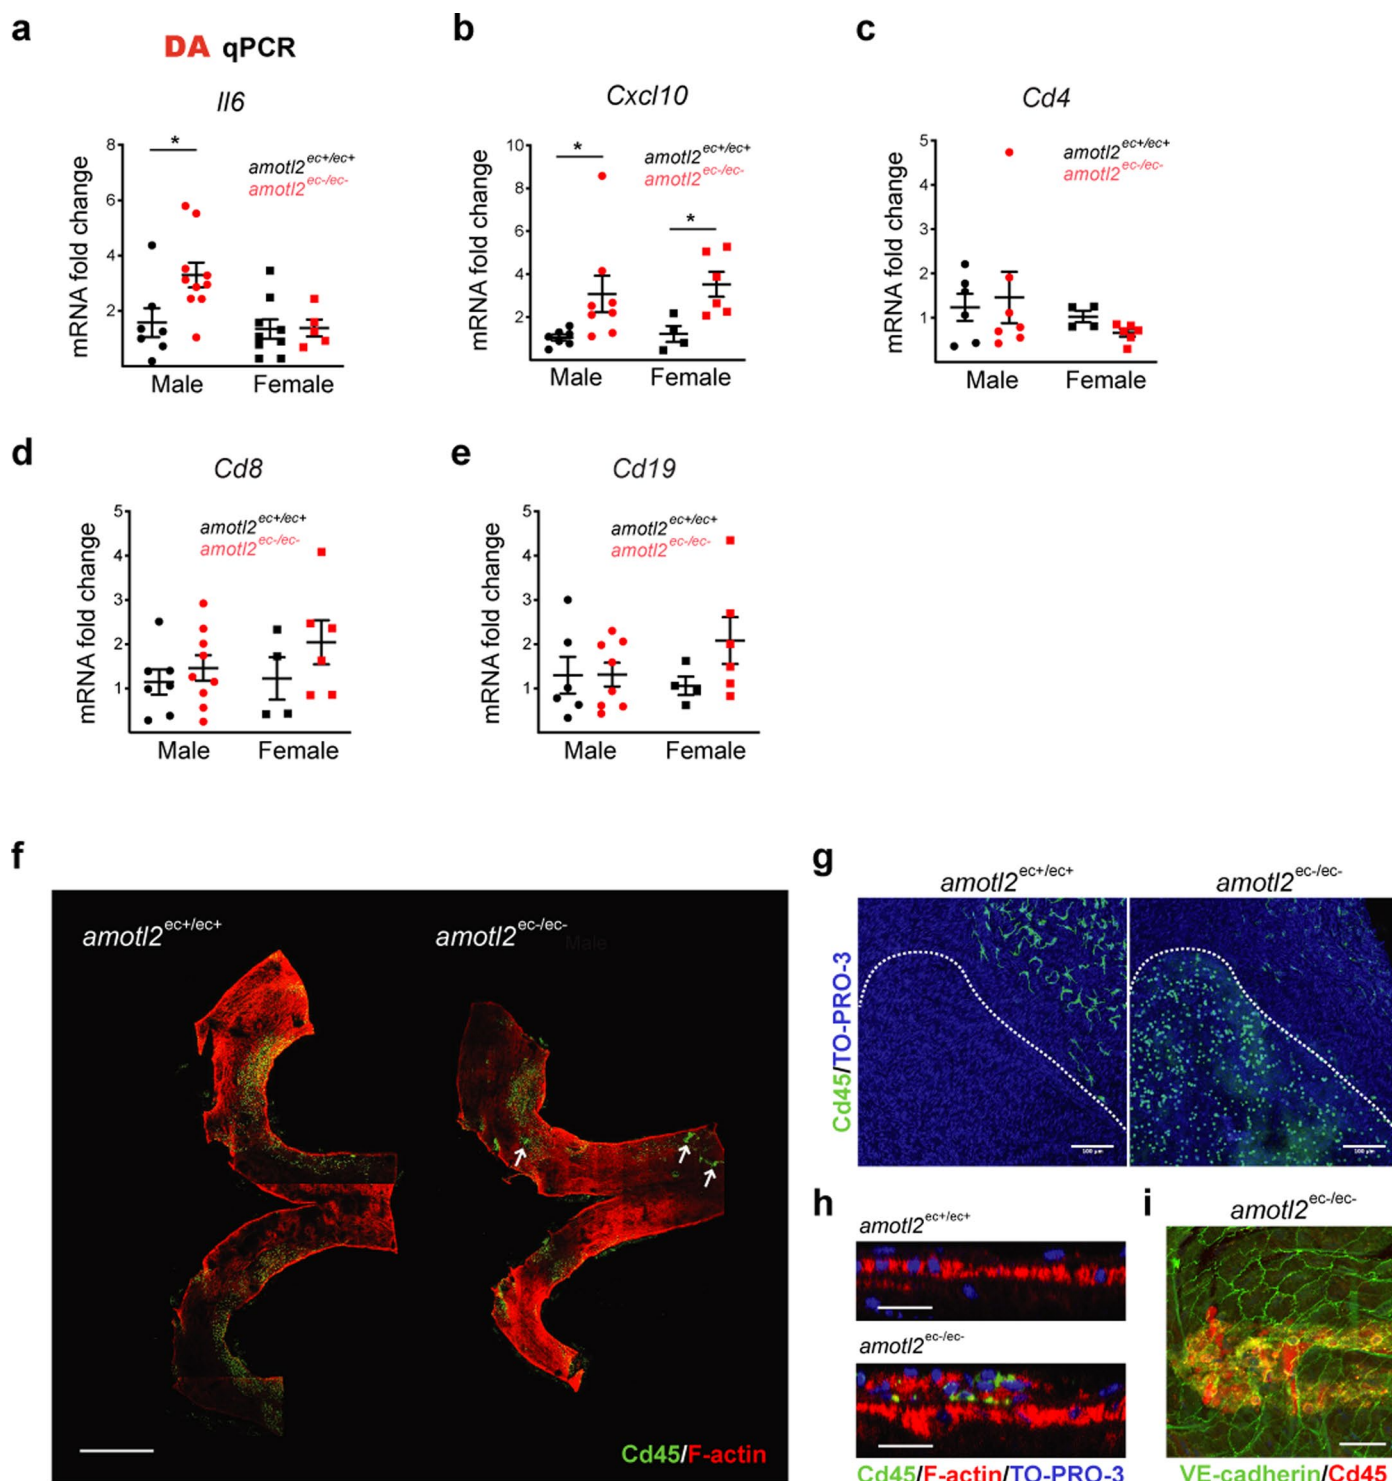 a
DA qPCR
Il6
mRNA fold change
8
6
4
2
*
amotl2ec+/ec+
amotl2ec-/ec-
Male Female
b
Cxcl10
mRNA fold change
10
8
6
4
2
*
*
amotl2ec+/ec+
amotl2ec-/ec-
Male Female
c
Cd4
mRNA fold change
5
4
3
2
1
amotl2ec+/ec+
amotl2ec-/ec-
Male Female
d
Cd8
mRNA fold change
5
4
3
2
1
amotl2ec+/ec+
amotl2ec-/ec-
Male Female
e
Cd19
mRNA fold change
5
4
3
2
1
amotl2ec+/ec+
amotl2ec-/ec-
Male Female
f
amotl2ec+/ec+
amotl2ec-/ec-
Male
Cd45/F-actin
g
amotl2ec+/ec+
amotl2ec-/ec-
Cd45/TO-PRO-3
100 µm
100 µm
h
amotl2ec+/ec+
amotl2ec-/ec-
Cd45/F-actin/TO-PRO-3
i
amotl2ec-/ec-
VE-cadherin/Cd45